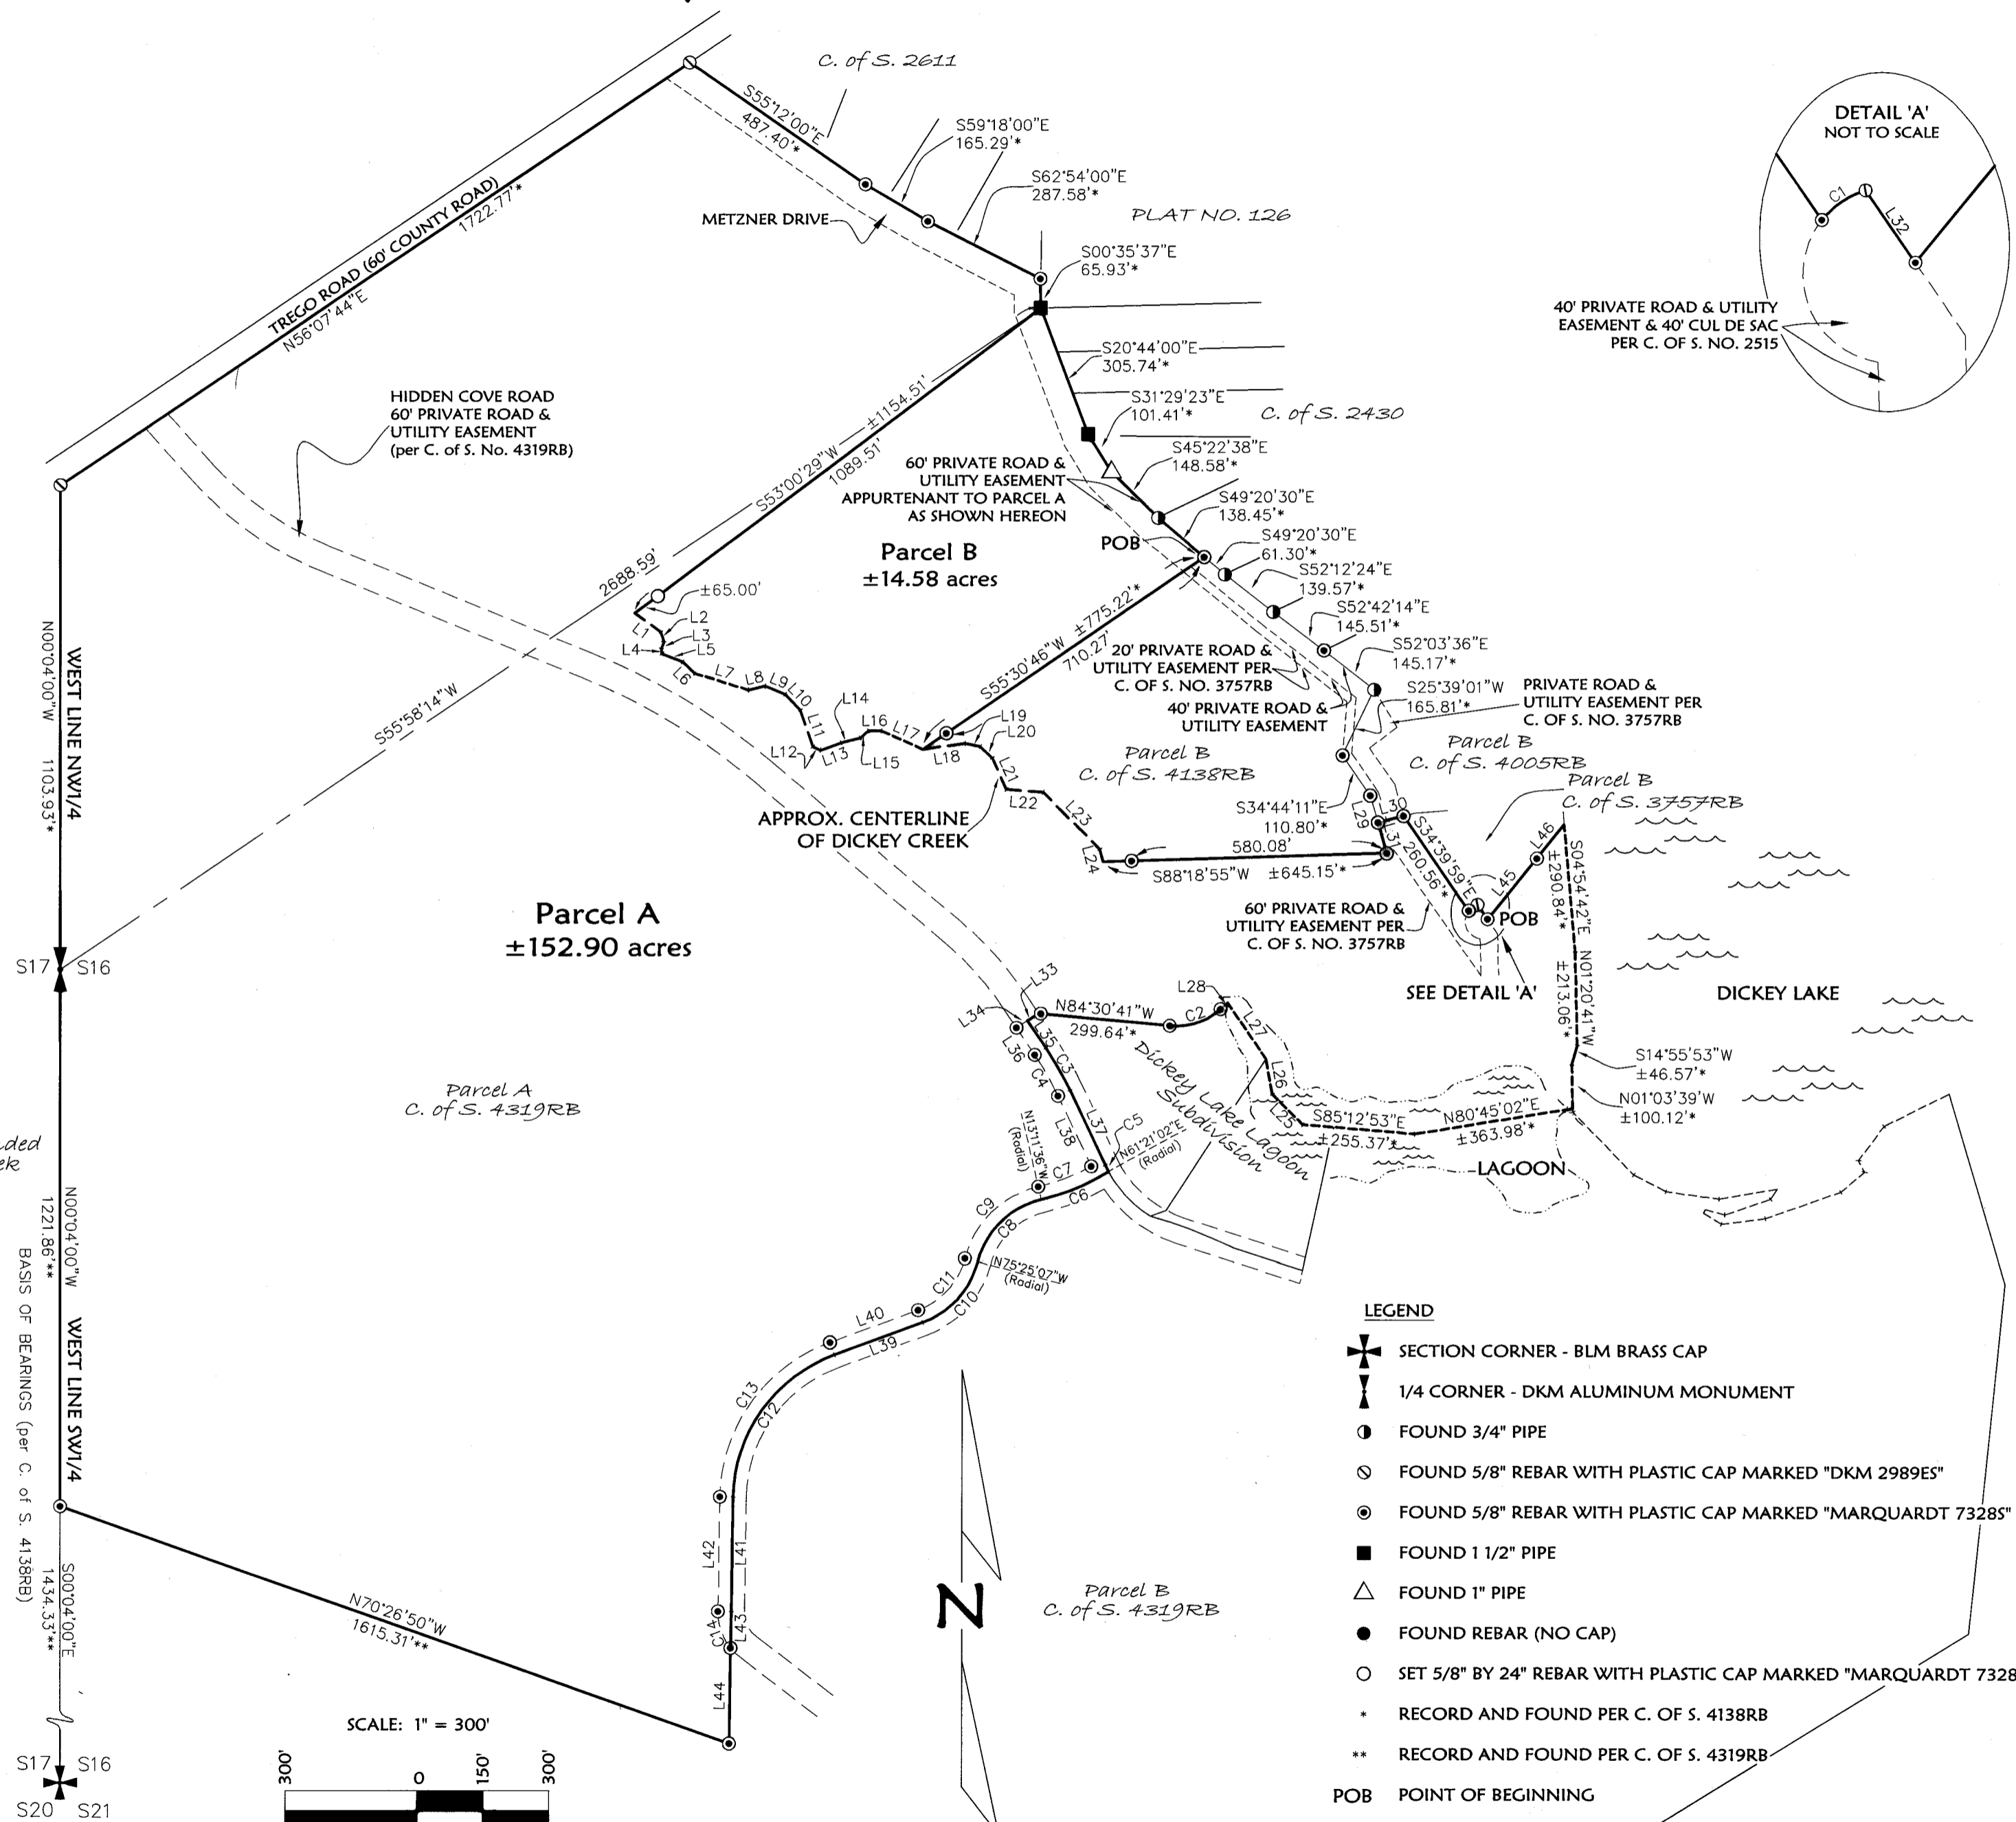 C. of S. 2611
S55°12'00"E
487.40'*
S59°18'00"E
165.29'*
S62°54'00"E
287.58'*
METZNER DRIVE
PLAT NO. 126
S00°35'37"E
65.93'*
DETAIL 'A'
NOT TO SCALE
C1
L32
40' PRIVATE ROAD & UTILITY
EASEMENT & 40' CUL DE SAC
PER C. OF S. NO. 2515
TREGO ROAD (60' COUNTY ROAD)
1722.77'*
N56°07'44"E
HIDDEN COVE ROAD
60' PRIVATE ROAD &
UTILITY EASEMENT
(per C. of S. No. 4319RB)
S20°44'00"E
305.74'*
S31°29'23"E
101.41'*
C. of S. 2430
S45°22'38"E
148.58'*
60' PRIVATE ROAD &
UTILITY EASEMENT
APPURTENANT TO PARCEL A
AS SHOWN HEREON
S49°20'30"E
138.45'*
POB
S49°20'30"E
61.30'*
S52°12'24"E
139.57'*
S52°42'14"E
145.51'*
S52°03'36"E
145.17'*
S25°39'01"W
165.81'*
S53°00'29"W
±1154.51'
1089.51'
Parcel B
±14.58 acres
2688.59'
S55°58'14"W
±65.00'
L1
L2
L3
L4
L5
L6
L7
L8
L9
L10
L11
L12
L13
L14
L15
L16
L17
L18
L19
L20
L21
L22
L23
L24
S55°30'46"W
±775.22'*
710.27'
20' PRIVATE ROAD &
UTILITY EASEMENT PER
C. OF S. NO. 3757RB
40' PRIVATE ROAD &
UTILITY EASEMENT
PRIVATE ROAD &
UTILITY EASEMENT PER
C. OF S. NO. 3757RB
Parcel B
C. of S. 4138RB
Parcel B
C. of S. 4005RB
Parcel B
C. of S. 3757RB
APPROX. CENTERLINE
OF DICKEY CREEK
S34°44'11"E
110.80'*
L29
L30
L31
580.08'
S88°18'55"W
±645.15'*
S34°39'59"E
260.56'*
L45
L46
POB
60' PRIVATE ROAD &
UTILITY EASEMENT PER
C. OF S. NO. 3757RB
SEE DETAIL 'A'
S04°54'42"E
±290.84'*
N01°20'41"W
±213.06'*
DICKEY LAKE
S14°55'53"W
±46.57'*
N01°03'39"W
±100.12'*
WEST LINE NW1/4
N00°04'00"W
1103.93'*
S17
S16
Parcel A
±152.90 acres
Parcel A
C. of S. 4319RB
L33
L34
N84°30'41"W
299.64'*
C2
L28
L27
L26
L25
L35
L36
C3
C4
L37
L38
C5
N61°21'02"E
(Radial)
N13°11'36"W
(Radial)
C7
C6
C9
C8
Dickey Lake Lagoon
Subdivision
S85°12'53"E
±255.37'*
N80°45'02"E
±363.98'*
LAGOON
N75°25'07"W
(Radial)
C11
C10
L40
L39
C13
C12
L42
L41
C14
L43
L44
ded
ek
N00°04'00"W
1221.86'**
WEST LINE SW1/4
BASIS OF BEARINGS (per C. of S. 4138RB)
S00°04'00"E
1434.33'**
N70°26'50"W
1615.31'**
SCALE: 1" = 300'
300'
0
150'
300'
S17
S16
S20
S21
N
Parcel B
C. of S. 4319RB
LEGEND
SECTION CORNER - BLM BRASS CAP
1/4 CORNER - DKM ALUMINUM MONUMENT
FOUND 3/4" PIPE
FOUND 5/8" REBAR WITH PLASTIC CAP MARKED "DKM 2989ES"
FOUND 5/8" REBAR WITH PLASTIC CAP MARKED "MARQUARDT 7328S"
FOUND 1 1/2" PIPE
FOUND 1" PIPE
FOUND REBAR (NO CAP)
SET 5/8" BY 24" REBAR WITH PLASTIC CAP MARKED "MARQUARDT 7328
* RECORD AND FOUND PER C. OF S. 4138RB
** RECORD AND FOUND PER C. OF S. 4319RB
POB POINT OF BEGINNING